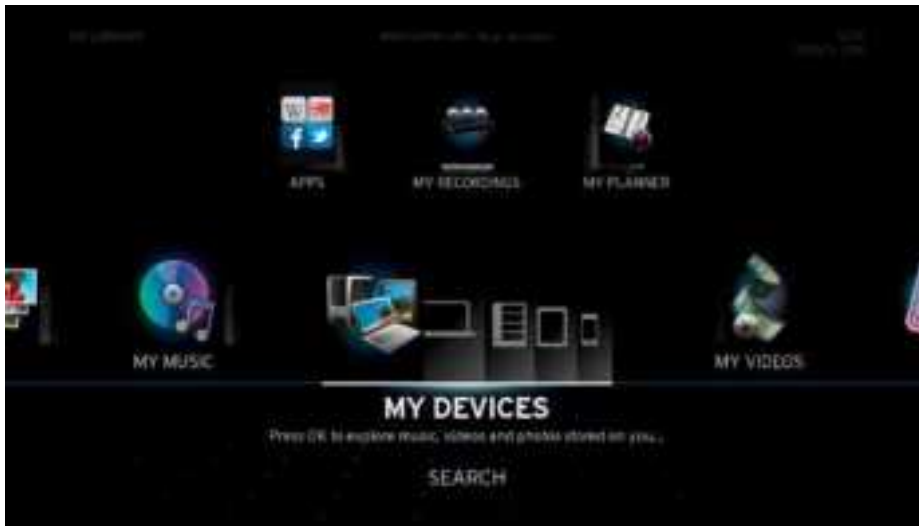 W
f
APPS
MY RECORDINGS
MY PLANNER
MY MUSIC
MY VIDEOS
MY DEVICES
Press OK to explore music, videos and photos stored on you...
SEARCH